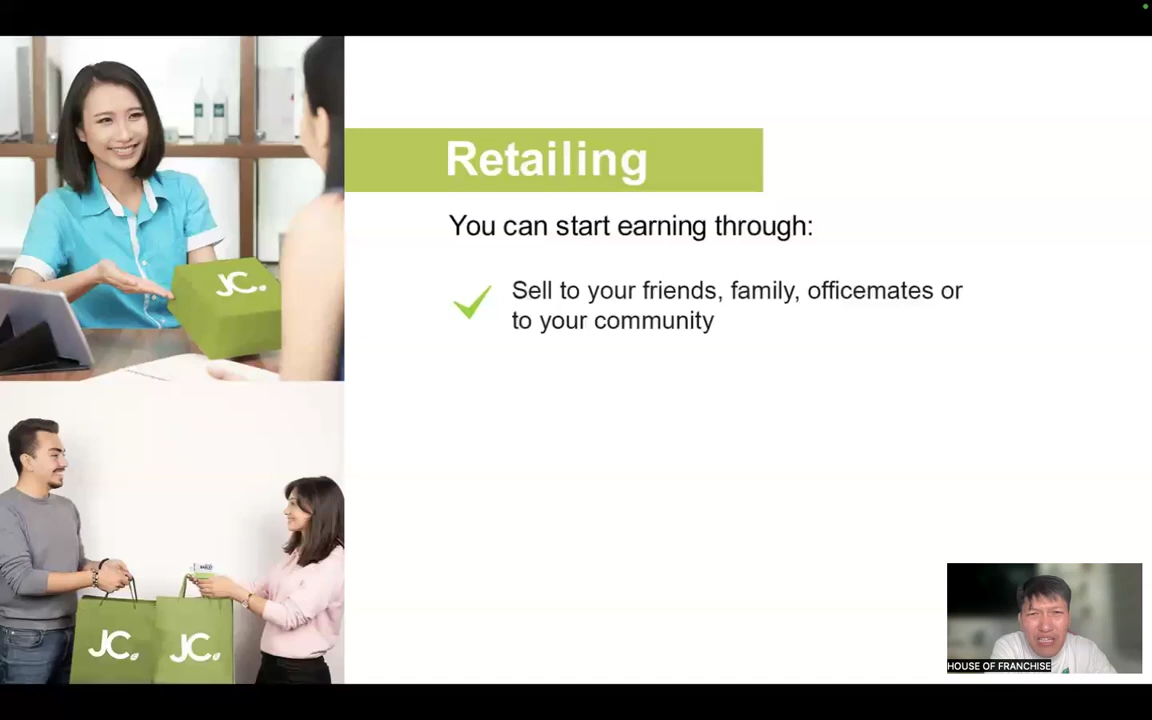 Retailing
You can start earning through:
Sell to your friends, family, officemates or
to your community
JC.
JC.
JC.
HOUSE OF FRANCHISE